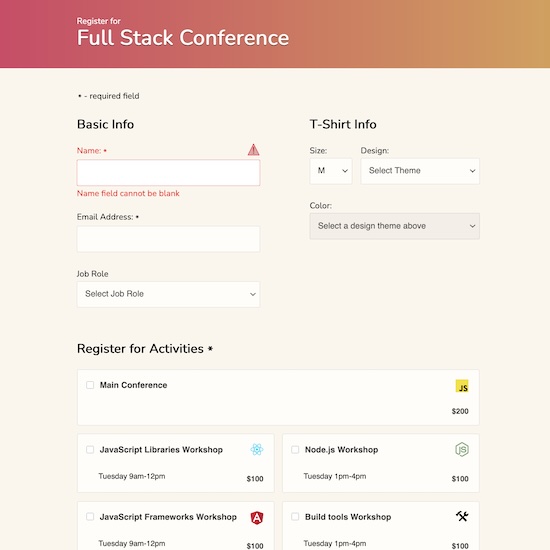 Register for
Full Stack Conference
* - required field
Basic Info
Name: *
Name field cannot be blank
Email Address: *
Job Role
Select Job Role
T-Shirt Info
Size:
Design:
M
Select Theme
Color:
Select a design theme above
Register for Activities *
Main Conference
JS
$200
JavaScript Libraries Workshop
Tuesday 9am-12pm
$100
Node.js Workshop
JS
Tuesday 1pm-4pm
$100
JavaScript Frameworks Workshop
A
Tuesday 9am-12pm
$100
Build tools Workshop
Tuesday 1pm-4pm
$100